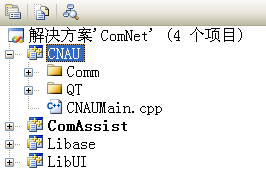 解决方案'ComNet' (4 个项目)
CNAU
Comm
QT
CNAUMain.cpp
ComAssist
Libase
LibUI